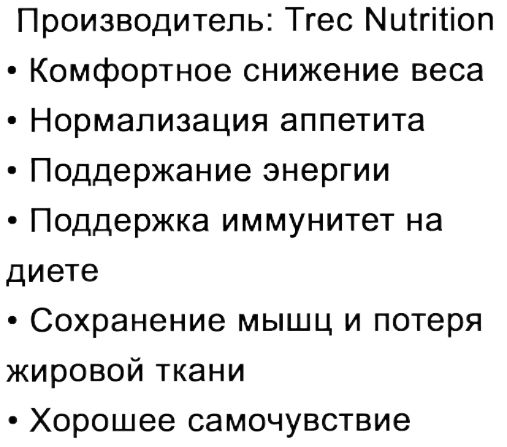 Производитель: Trec Nutrition
• Комфортное снижение веса
• Нормализация аппетита
• Поддержание энергии
• Поддержка иммунитет на
диете
• Сохранение мышц и потеря
жировой ткани
• Хорошее самочувствие